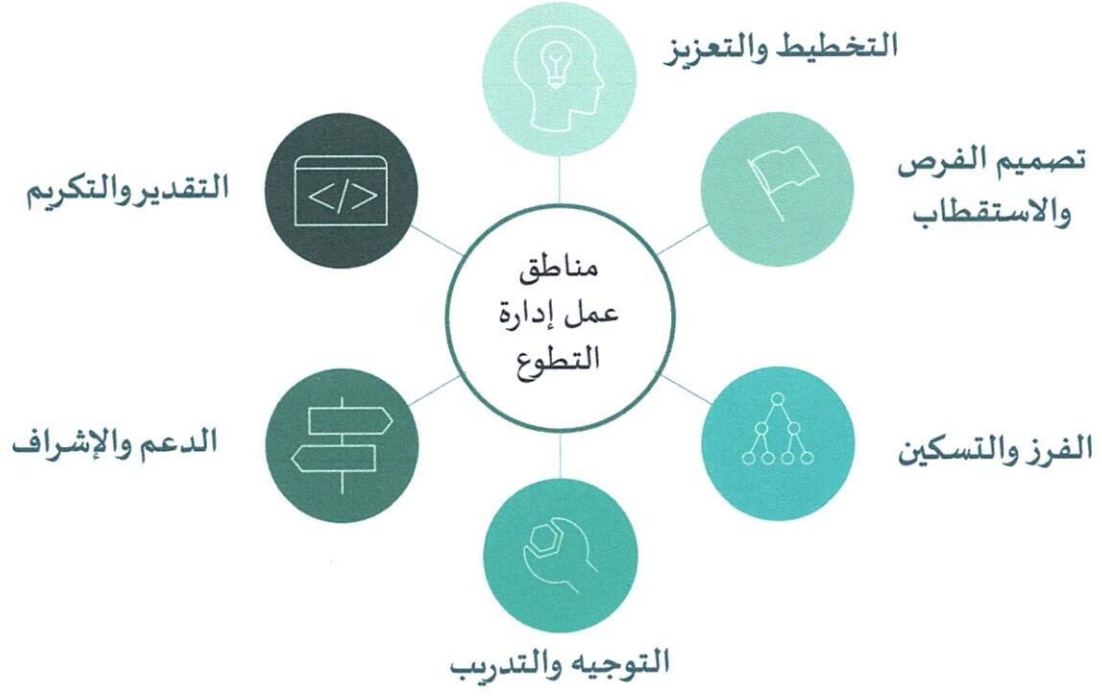 التخطيط والتعزيز
تصميم الفرص
والاستقطاب
الفرز والتسكين
التوجيه والتدريب
الدعم والإشراف
التقدير والتكريم
مناطق
عمل إدارة
التطوع